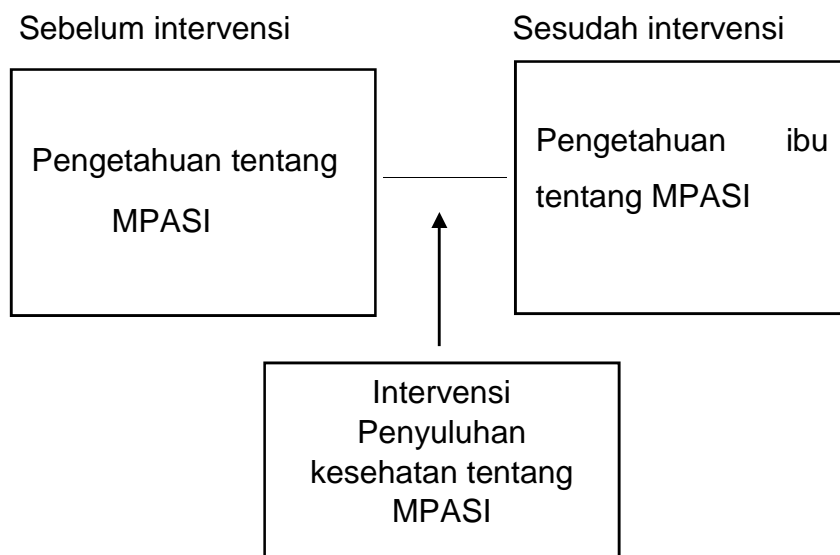 Sebelum intervensi
Sesudah intervensi
Pengetahuan tentang
MPASI
Pengetahuan ibu
tentang MPASI
Intervensi
Penyuluhan
kesehatan tentang
MPASI